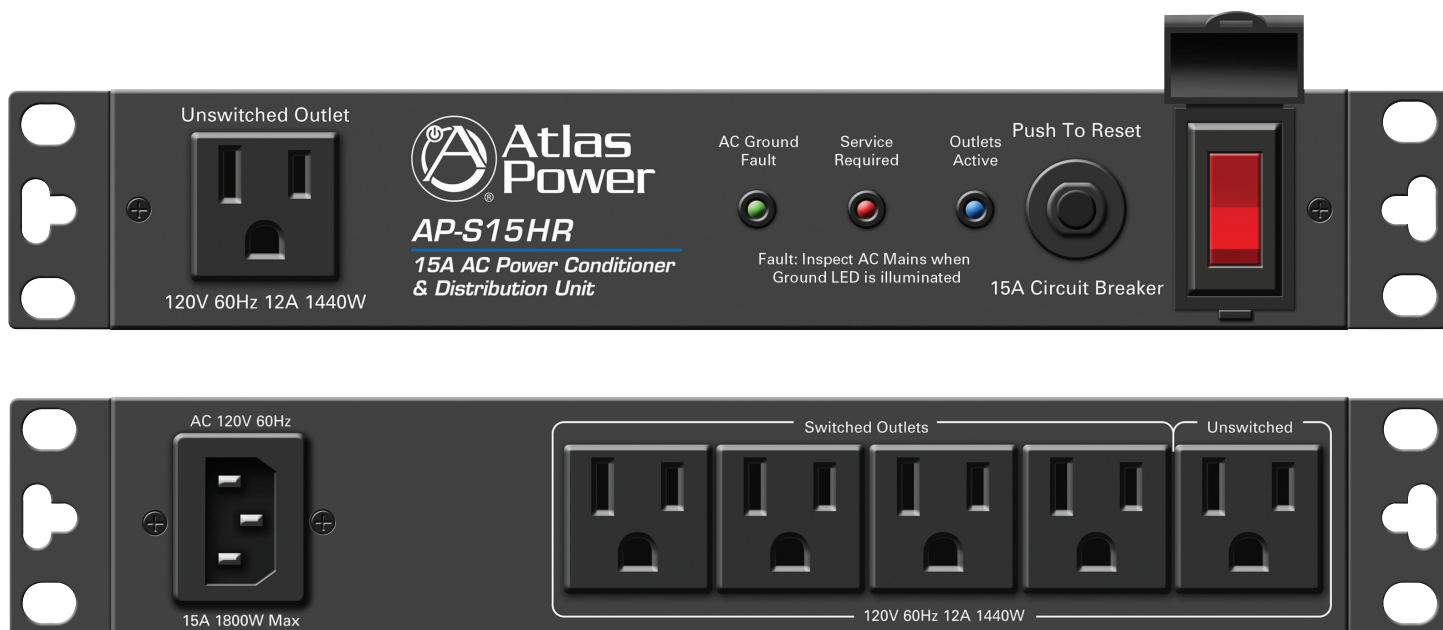 Unswitched Outlet
120V 60Hz 12A 1440W
Atlas
Power
®
AP-S15HR
15A AC Power Conditioner
& Distribution Unit
AC Ground
Fault
Service
Required
Outlets
Active
Fault: Inspect AC Mains when
Ground LED is illuminated
Push To Reset
15A Circuit Breaker
AC 120V 60Hz
15A 1800W Max
Switched Outlets
Unswitched
120V 60Hz 12A 1440W